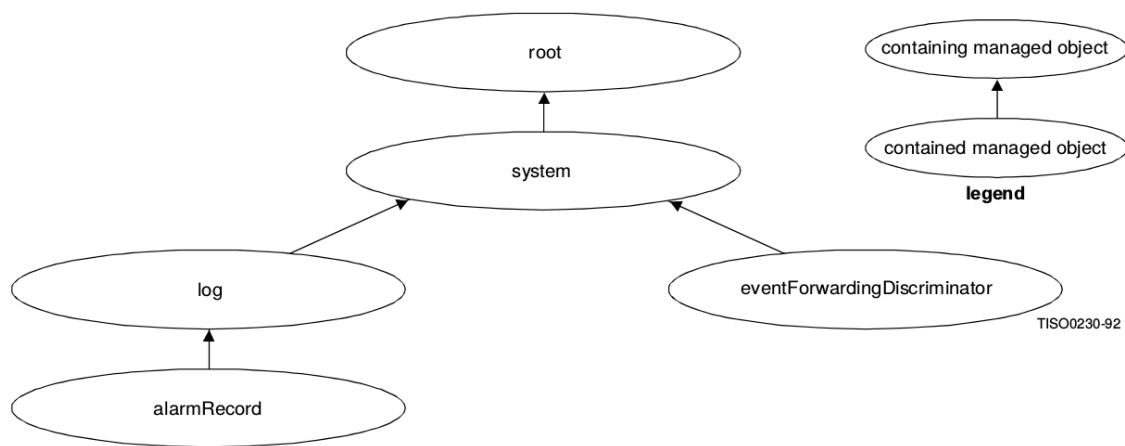 root
containing managed object
system
contained managed object
legend
log
eventForwardingDiscriminator
TISO0230-92
alarmRecord